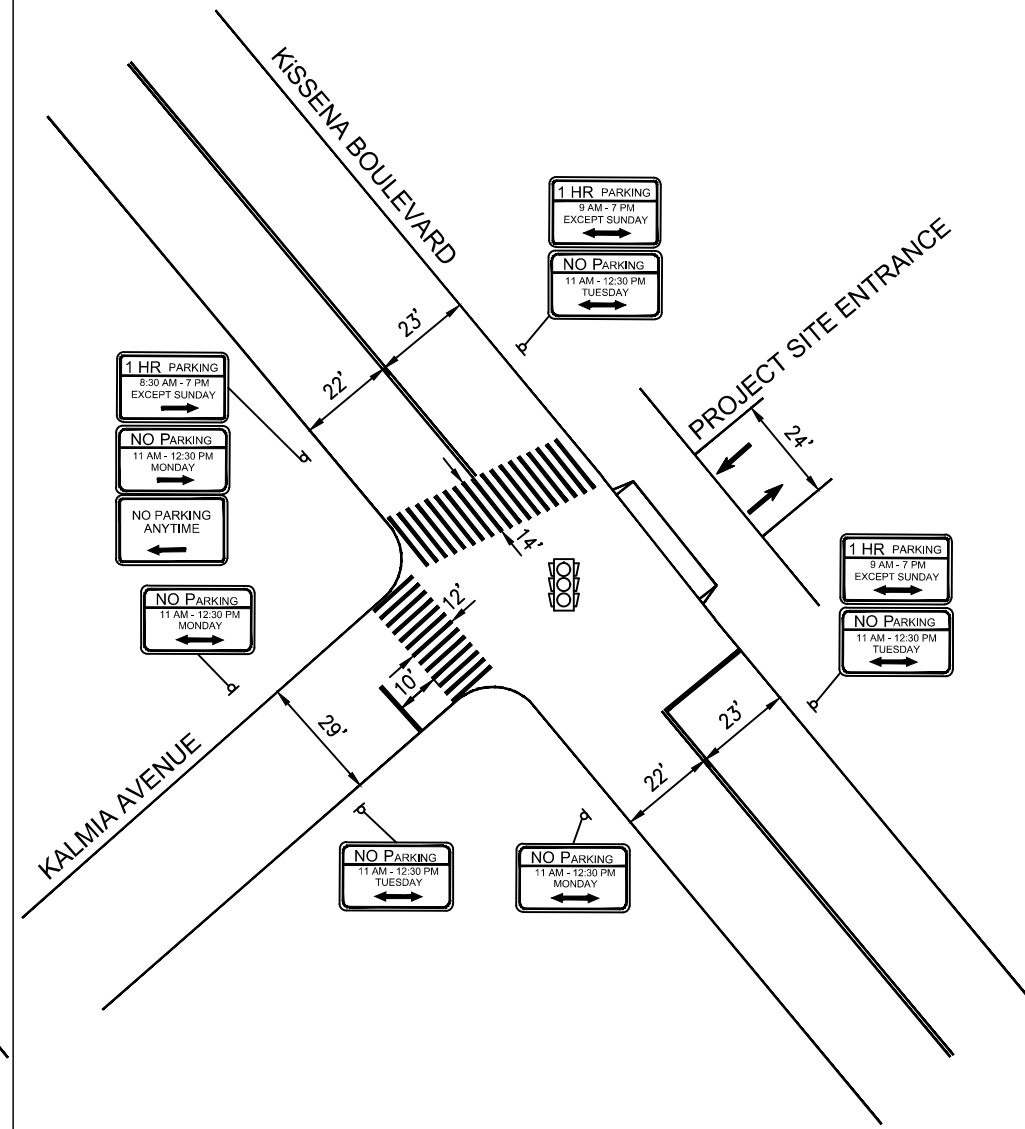 KiSSENA BOULEVARD
1 HR PARKING
9 AM - 7 PM
EXCEPT SUNDAY
NO PARKING
11 AM - 12:30 PM
TUESDAY
PROJECT SITE ENTRANCE
23'
22'
24'
1 HR PARKING
8:30 AM - 7 PM
EXCEPT SUNDAY
NO PARKING
11 AM - 12:30 PM
MONDAY
NO PARKING
ANYTIME
14'
1 HR PARKING
9 AM - 7 PM
EXCEPT SUNDAY
NO PARKING
11 AM - 12:30 PM
TUESDAY
NO PARKING
11 AM - 12:30 PM
MONDAY
12'
10'
29'
23'
22'
KALMIA AVENUE
NO PARKING
11 AM - 12:30 PM
TUESDAY
NO PARKING
11 AM - 12:30 PM
MONDAY